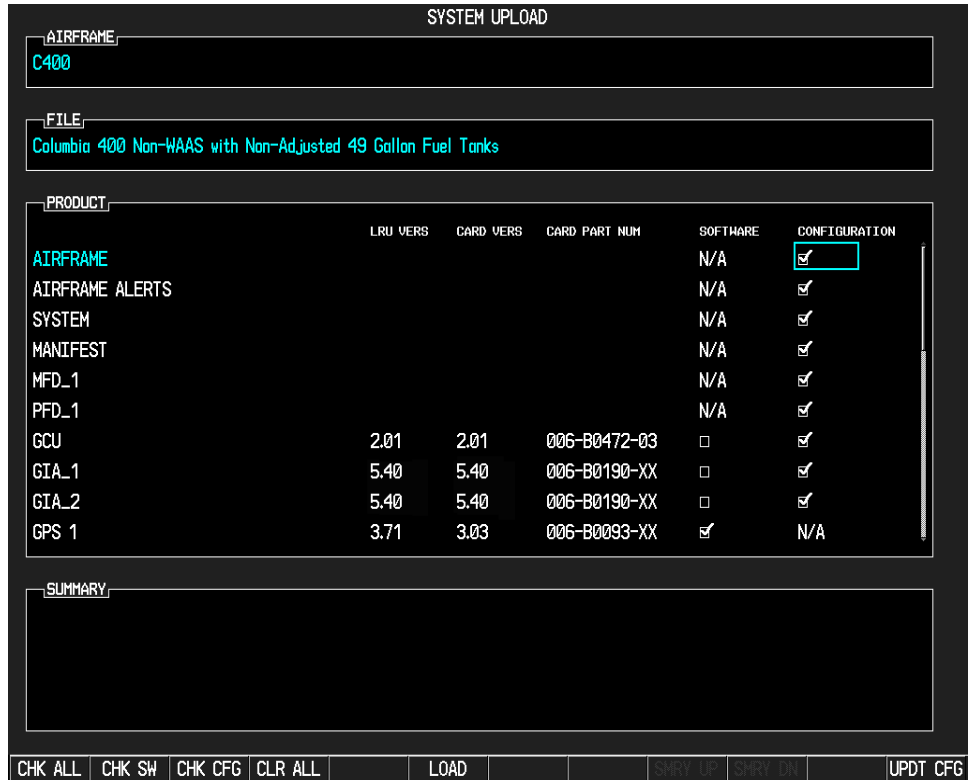 SYSTEM UPLOAD
AIRFRAME
C400
FILE
Columbia 400 Non-WAAS with Non-Adjusted 49 Gallon Fuel Tanks
PRODUCT
LRU VERS CARD VERS CARD PART NUM SOFTWARE CONFIGURATION
AIRFRAME N/A
AIRFRAME ALERTS N/A
SYSTEM N/A
MANIFEST N/A
MFD_1 N/A
PFD_1 N/A
GCU 2.01 2.01 006-B0472-03
GIA_1 5.40 5.40 006-B0190-XX
GIA_2 5.40 5.40 006-B0190-XX
GPS 1 3.71 3.03 006-B0093-XX N/A
SUMMARY
CHK ALL CHK SW CHK CFG CLR ALL LOAD SMRY UP SMRY DN UPDT CFG